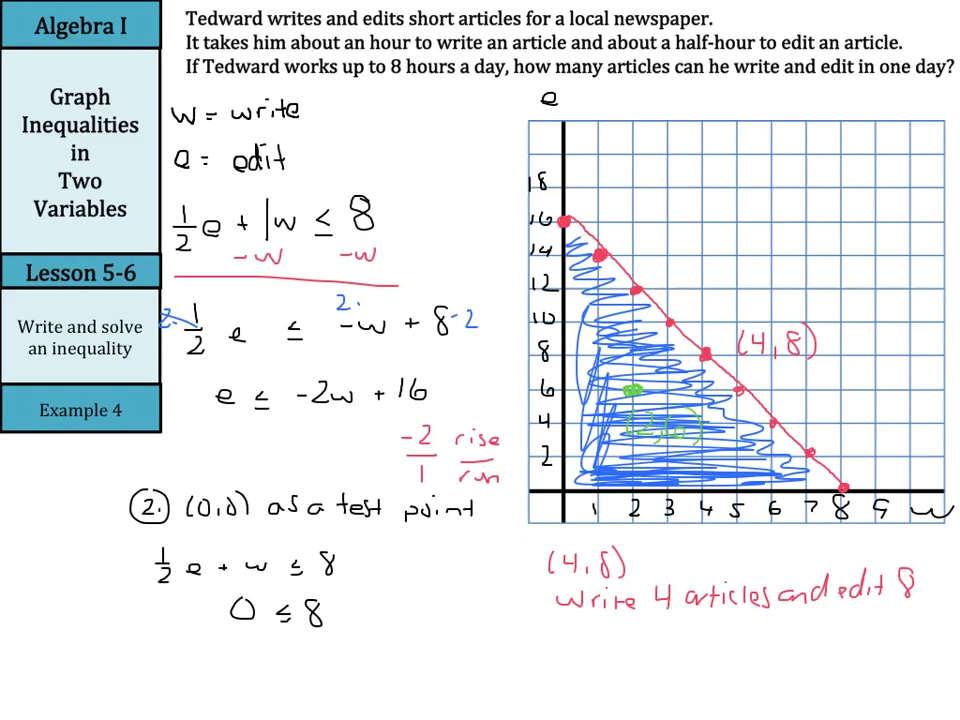 Algebra I
Graph
Inequalities
in
Two
Variables
Lesson 5-6
Write and solve
an inequality
Example 4
Tedward writes and edits short articles for a local newspaper.
It takes him about an hour to write an article and about a half-hour to edit an article.
If Tedward works up to 8 hours a day, how many articles can he write and edit in one day?
w = write
e = edit
1/2 e + 1w ≤ 8
-w -w
2· 2· ·2
1/2 e ≤ -w + 8
e ≤ -2w + 16
-2 rise
1 run
2. (0,0) as a test point
1/2 e + w ≤ 8
0 ≤ 8
e
18
16
14
12
10
8
6
4
2
1 2 3 4 5 6 7 8 9 w
(4,8)
(2,6)
(4,8)
write 4 articles and edit 8